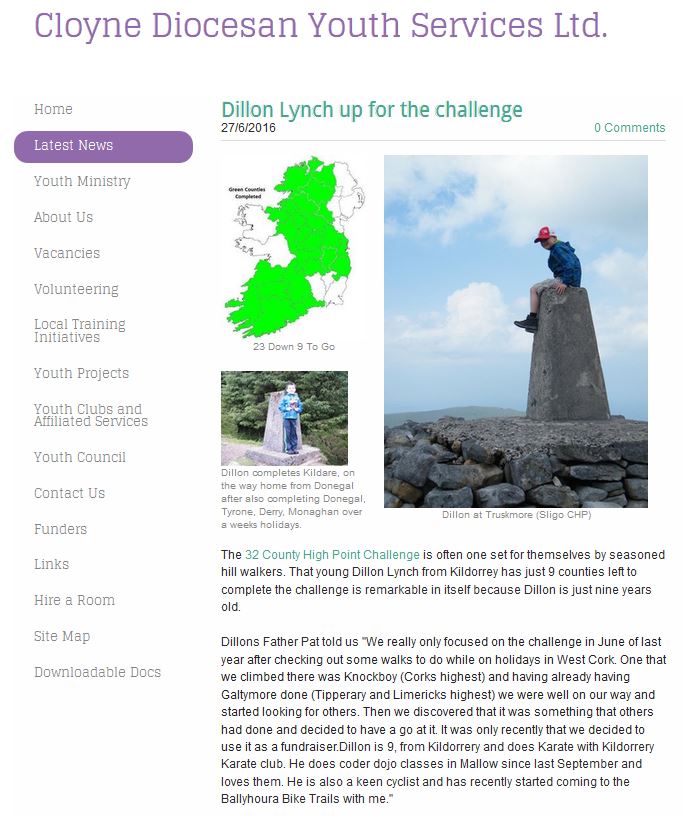 Cloyne Diocesan Youth Services Ltd.
Home
Latest News
Youth Ministry
About Us
Vacancies
Volunteering
Local Training
Initiatives
Youth Projects
Youth Clubs and
Affiliated Services
Youth Council
Contact Us
Funders
Links
Hire a Room
Site Map
Downloadable Docs
Dillon Lynch up for the challenge
27/6/2016
0 Comments
Green Counties
Completed
23 Down 9 To Go
Dillon completes Kildare, on
the way home from Donegal
after also completing Donegal,
Tyrone, Derry, Monaghan over
a weeks holidays.
Dillon at Truskmore (Sligo CHP)
The 32 County High Point Challenge is often one set for themselves by seasoned
hill walkers. That young Dillon Lynch from Kildorrey has just 9 counties left to
complete the challenge is remarkable in itself because Dillon is just nine years
old.
Dillons Father Pat told us "We really only focused on the challenge in June of last
year after checking out some walks to do while on holidays in West Cork. One that
we climbed there was Knockboy (Corks highest) and having already having
Galtymore done (Tipperary and Limericks highest) we were well on our way and
started looking for others. Then we discovered that it was something that others
had done and decided to have a go at it. It was only recently that we decided to
use it as a fundraiser.Dillon is 9, from Kildorrery and does Karate with Kildorrery
Karate club. He does coder dojo classes in Mallow since last September and
loves them. He is also a keen cyclist and has recently started coming to the
Ballyhoura Bike Trails with me."